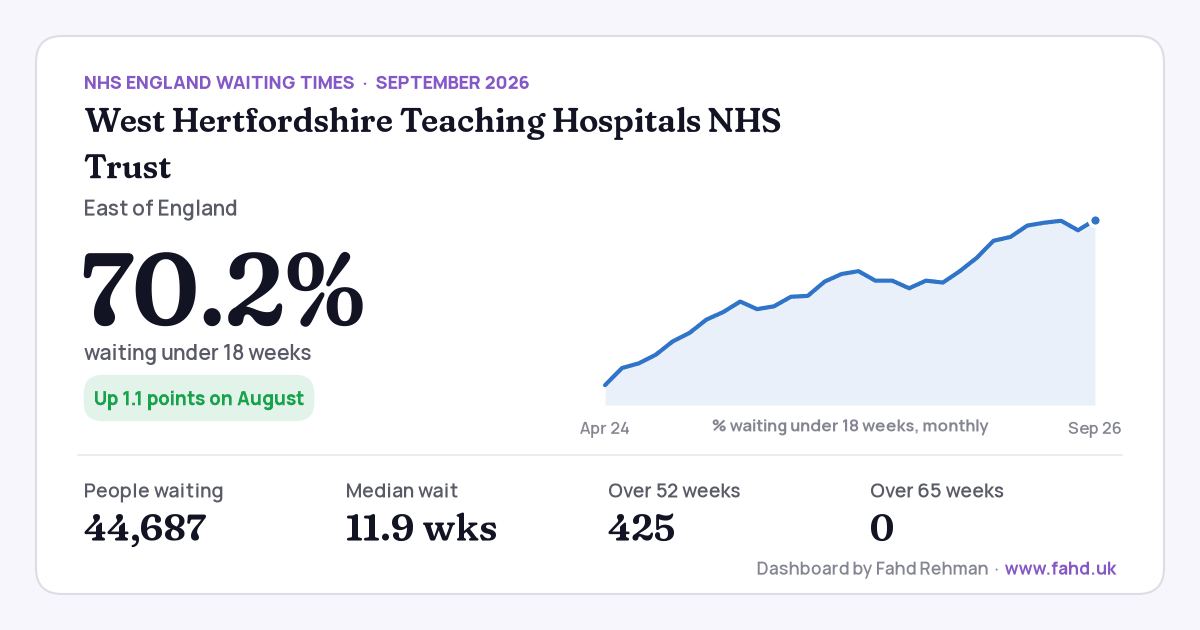 NHS ENGLAND WAITING TIMES · SEPTEMBER 2026
West Hertfordshire Teaching Hospitals NHS
Trust
East of England
70.2%
waiting under 18 weeks
Up 1.1 points on August
Apr 24
% waiting under 18 weeks, monthly
Sep 26
People waiting
44,687
Median wait
11.9 wks
Over 52 weeks
425
Over 65 weeks
0
Dashboard by Fahd Rehman · www.fahd.uk